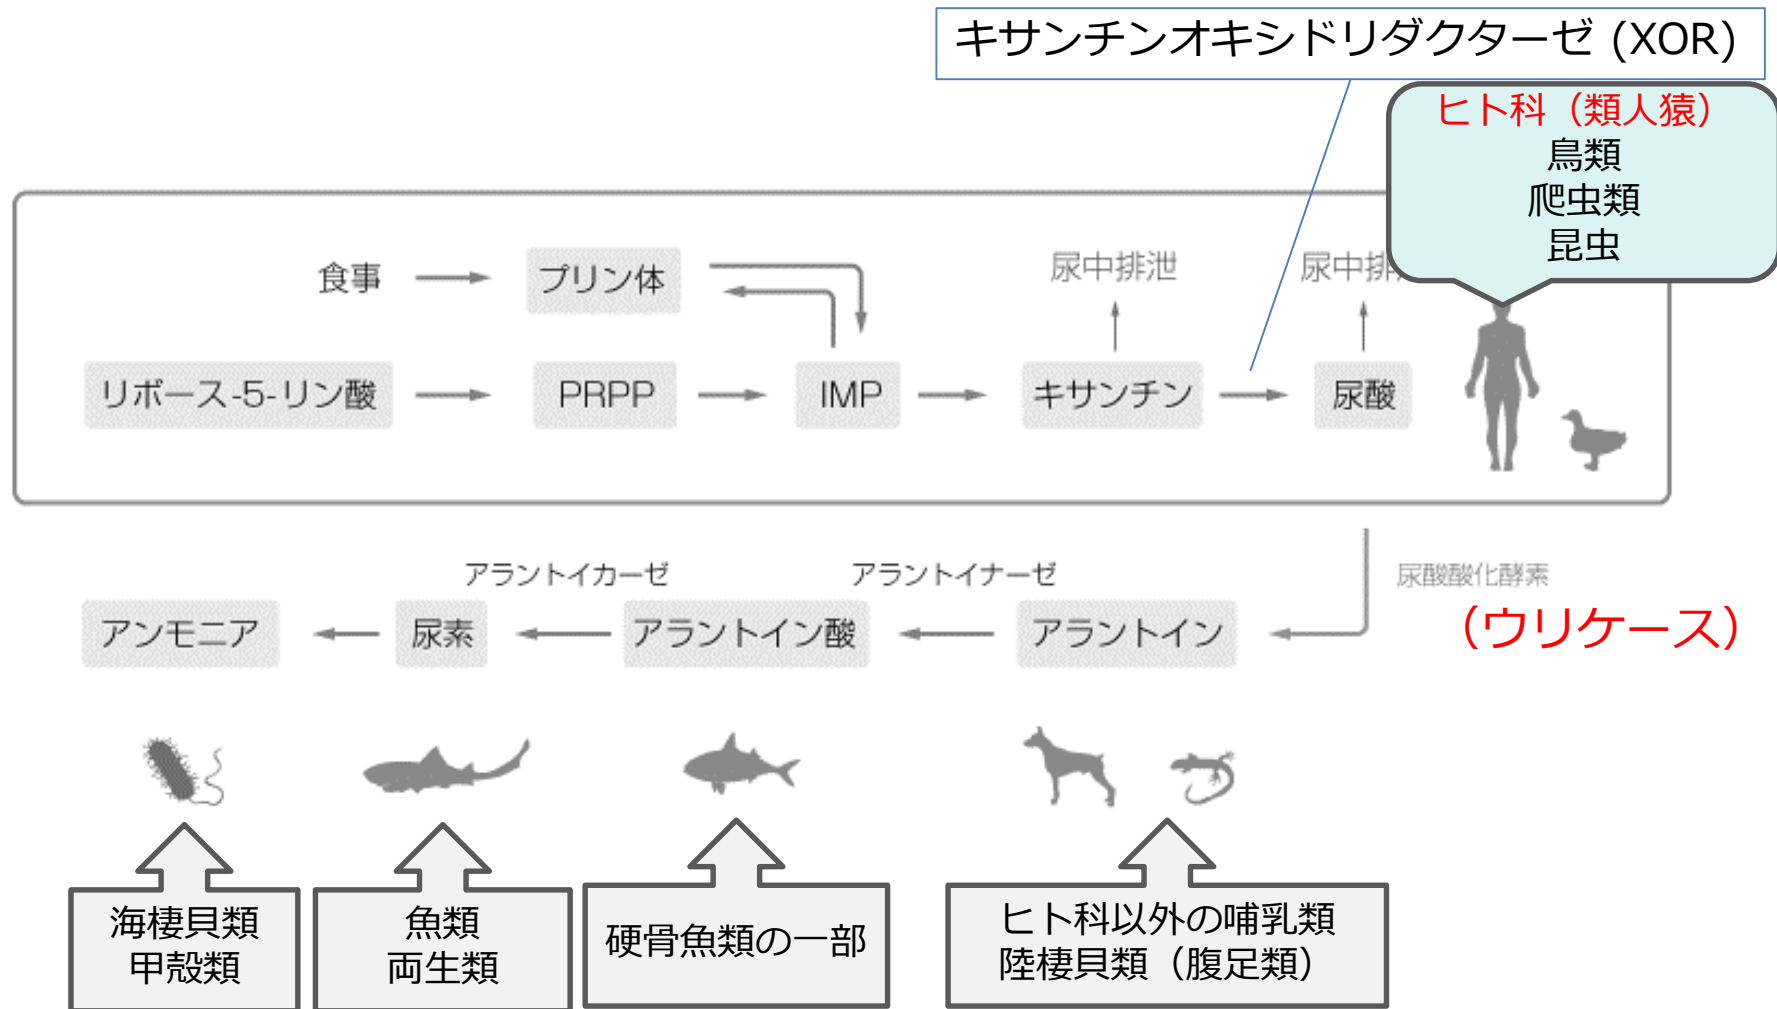 キサンチンオキシドリダクターゼ (XOR)
ヒト科（類人猿）
鳥類
爬虫類
昆虫
食事
プリン体
尿中排泄
尿中排
リボース-5-リン酸
PRPP
IMP
キサンチン
尿酸
アラントイカーゼ
アラントイナーゼ
尿酸酸化酵素
（ウリケース）
アンモニア
尿素
アラントイン酸
アラントイン
海棲貝類
甲殻類
魚類
両生類
硬骨魚類の一部
ヒト科以外の哺乳類
陸棲貝類（腹足類）